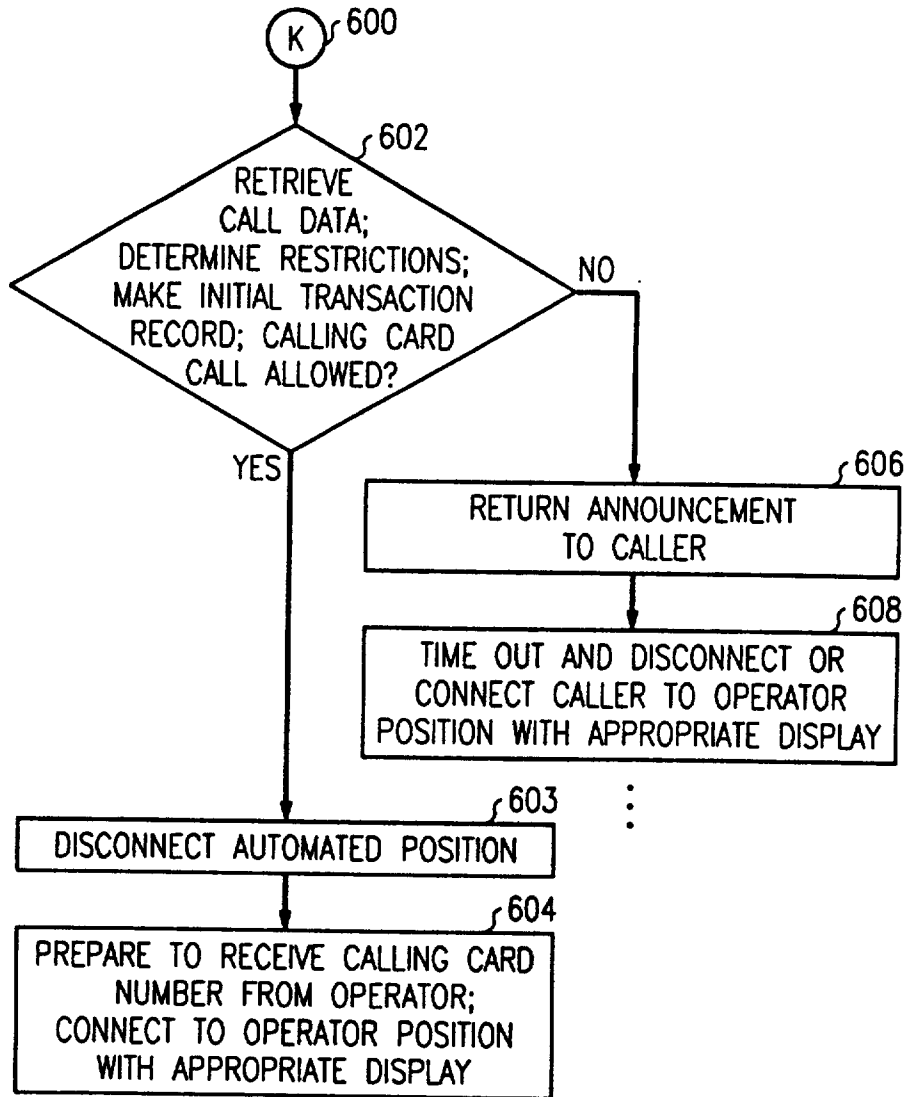 K
600
602
RETRIEVE
CALL DATA;
DETERMINE RESTRICTIONS;
MAKE INITIAL TRANSACTION
RECORD; CALLING CARD
CALL ALLOWED?
NO
YES
606
RETURN ANNOUNCEMENT
TO CALLER
608
TIME OUT AND DISCONNECT OR
CONNECT CALLER TO OPERATOR
POSITION WITH APPROPRIATE DISPLAY
603
DISCONNECT AUTOMATED POSITION
604
PREPARE TO RECEIVE CALLING CARD
NUMBER FROM OPERATOR;
CONNECT TO OPERATOR POSITION
WITH APPROPRIATE DISPLAY